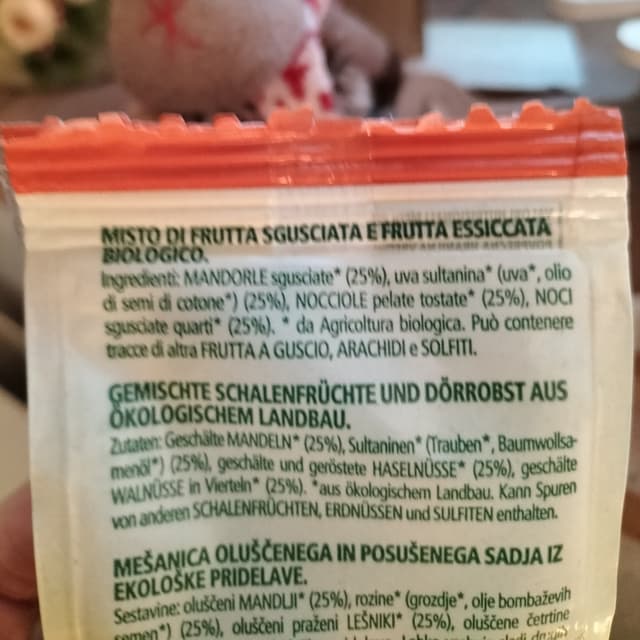 MISTO DI FRUTTA SGUSCIATA E FRUTTA ESSICCATA
BIOLOGICO.
Ingredienti: MANDORLE sgusciate* (25%), uva sultanina* (uva*, olio
di semi di cotone*) (25%), NOCCIOLE pelate tostate* (25%), NOCI
sgusciate quarti* (25%). * da Agricoltura biologica. Può contenere
tracce di altra FRUTTA A GUSCIO, ARACHIDI e SOLFITI.
GEMISCHTE SCHALENFRÜCHTE UND DÖRROBST AUS
ÖKOLOGISCHEM LANDBAU.
Zutaten: Geschälte MANDELN* (25%), Sultaninen* (Trauben*, Baumwollsa-
menöl*) (25%), geschälte und geröstete HASELNÜSSE* (25%), geschälte
WALNÜSSE in Vierteln* (25%). *aus ökologischem Landbau. Kann Spuren
von anderen SCHALENFRÜCHTEN, ERDNÜSSEN und SULFITEN enthalten.
MEŠANICA OLUŠČENEGA IN POSUŠENEGA SADJA IZ
EKOLOŠKE PRIDELAVE.
Sestavine: oluščeni MANDLJI* (25%), rozine* (grozdje*, olje bombaževih
semen*) (25%), oluščeni praženi LEŠNIKI* (25%), oluščene četrtine